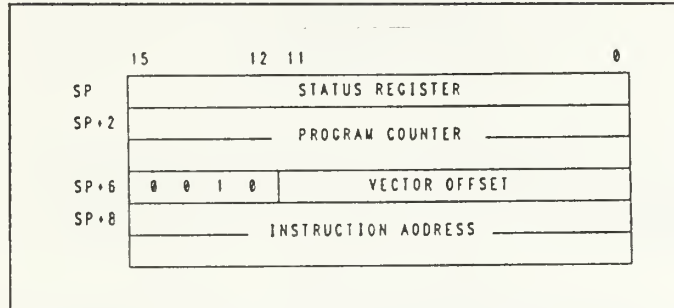 15 12 11 0
SP STATUS REGISTER
SP+2 PROGRAM COUNTER
SP+6 0 0 1 0 VECTOR OFFSET
SP+8 INSTRUCTION ADDRESS